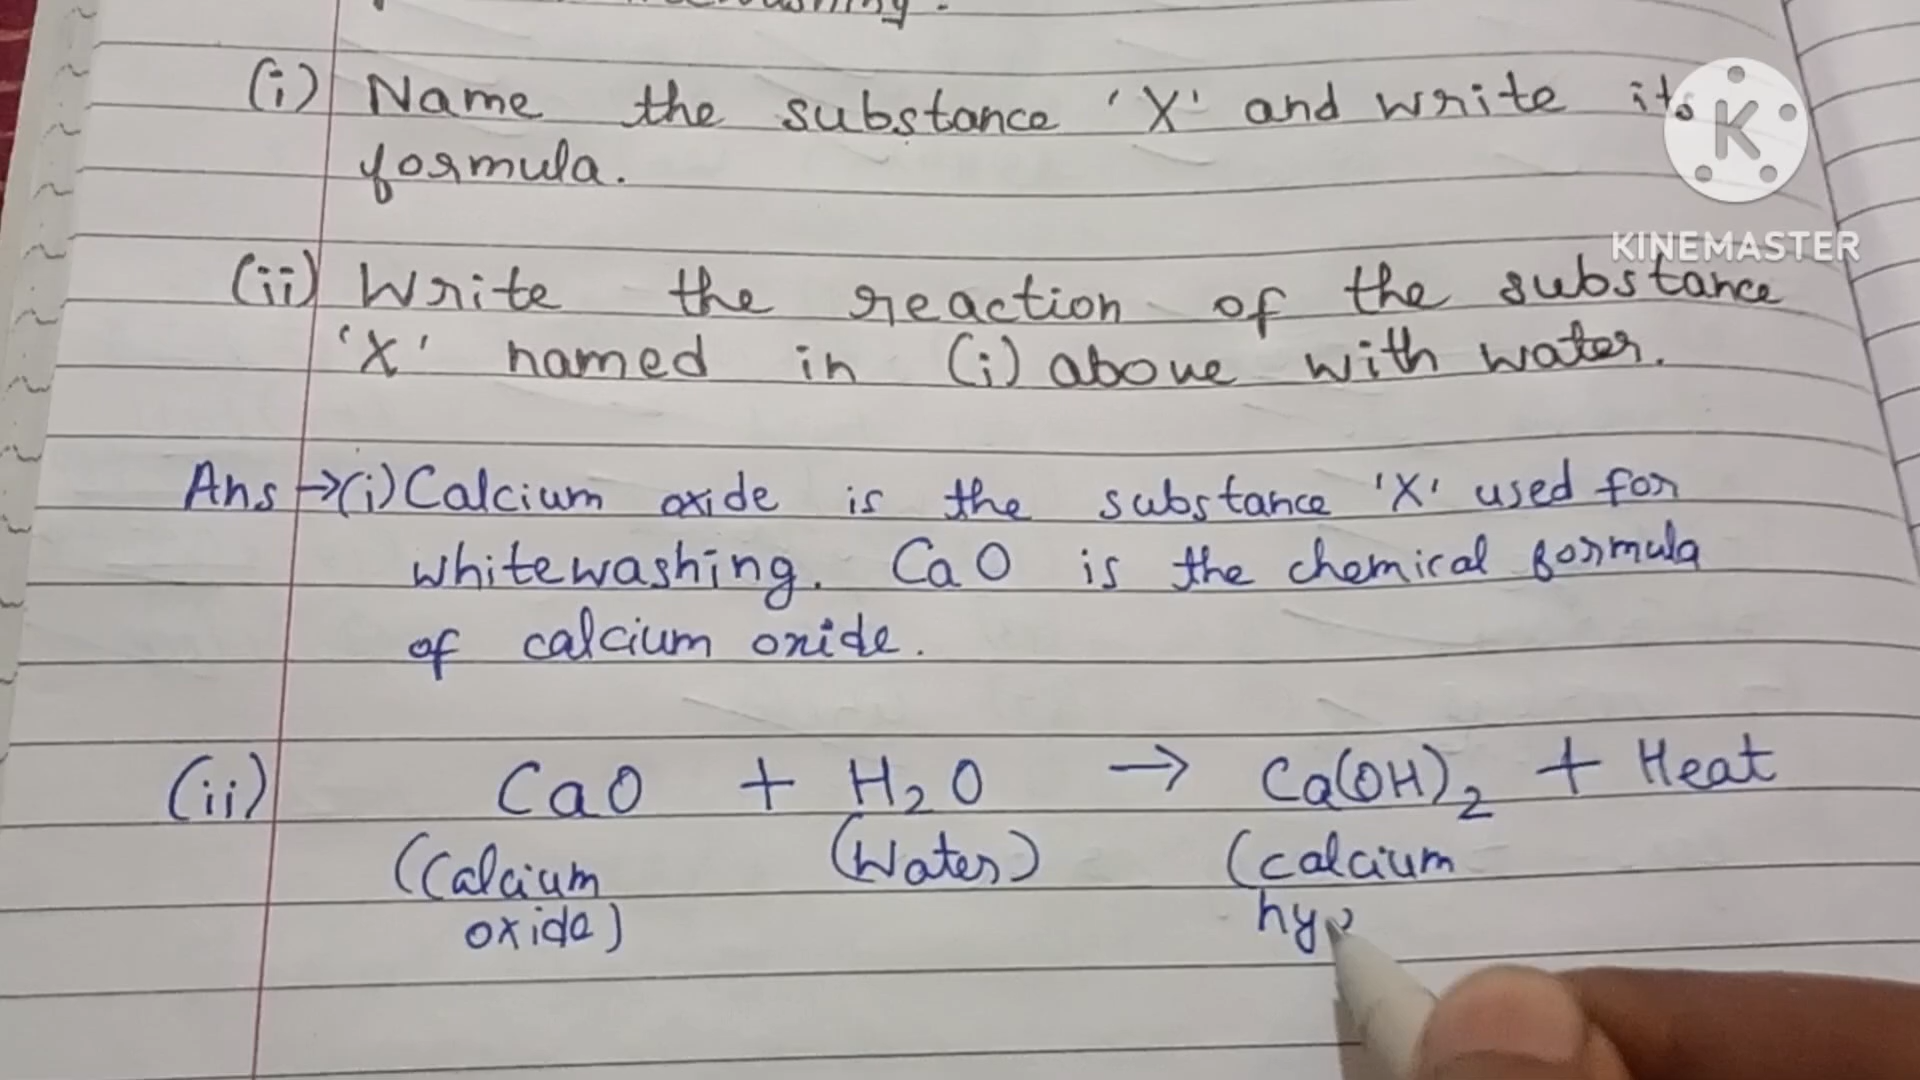 (i) Name the substance 'X' and write its
formula.
KINEMASTER
(ii) Write the reaction of the substance
'X' named in (i) above with water.
Ans →(i) Calcium oxide is the substance 'X' used for
whitewashing. CaO is the chemical formula
of calcium oxide.
(ii) CaO + H₂O → Ca(OH)₂ + Heat
(Calcium (Water) (calcium
oxide) hy